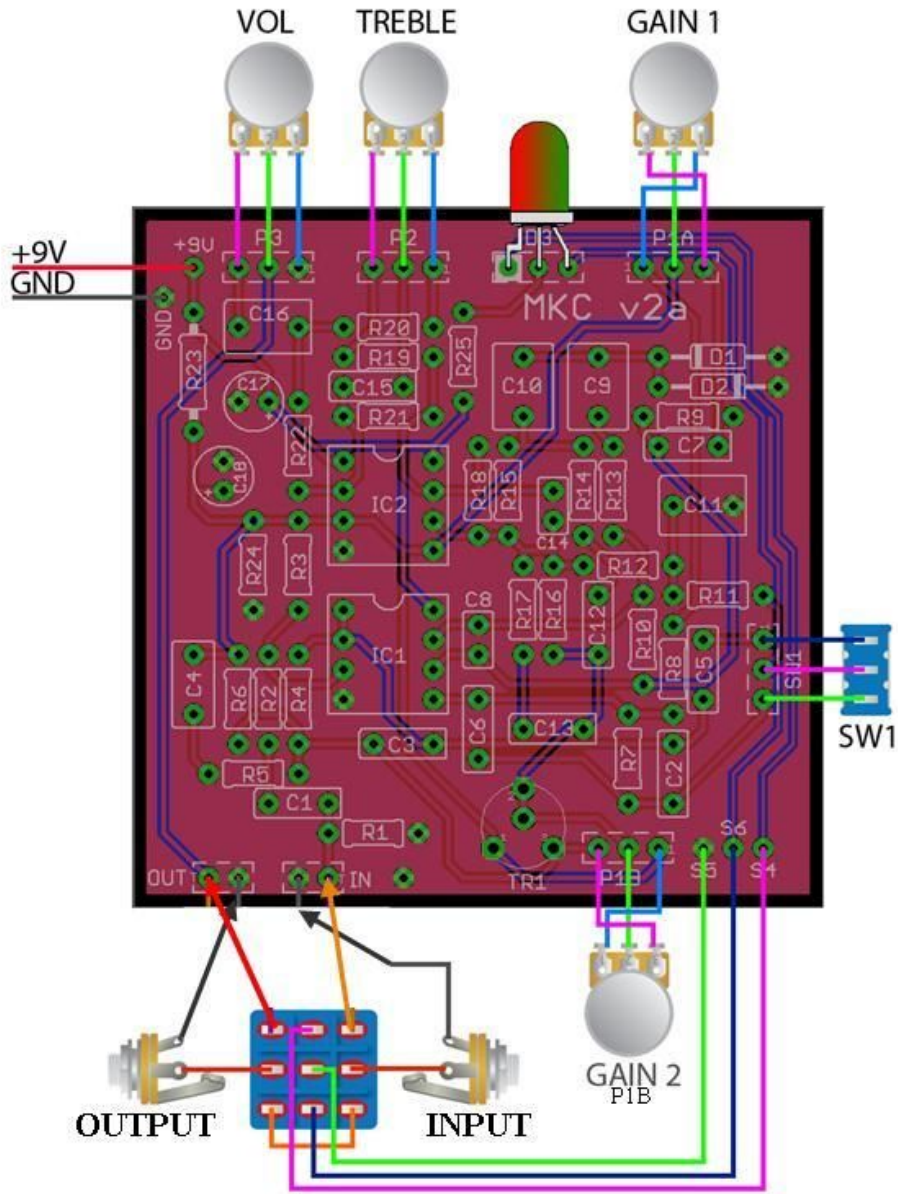 VOL TREBLE GAIN 1
+9V
GND
+9V P3 P2 D3 P1A
GND
MKC v2a
C16 R20 R25
R19 D1
R23 C10 C9
C17 C15 D2
R21 R9
R22 C7
C18 R18 R15 R14 R13
IC2 C11
C14
R24 R3 R12
R11
C8 R17 R16 C12 R10
IC1 R8 C5 SW1
C4 R6 R2 R4
C6 C13 SW1
C3 R7 C2
R5
C1
R1 S6
OUT IN TR1 P1B S5 S4
GAIN 2
P1B
OUTPUT INPUT